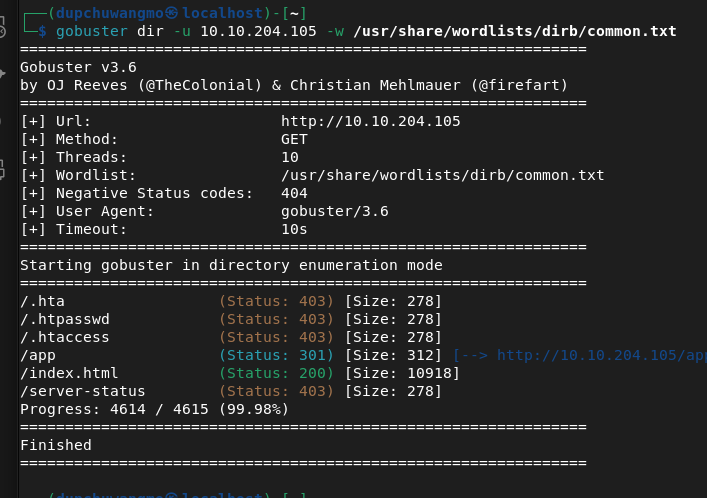 ┌──(dupchuwangmo㉿localhost)-[~]
└─$ gobuster dir -u 10.10.204.105 -w /usr/share/wordlists/dirb/common.txt
===============================================================
Gobuster v3.6
by OJ Reeves (@TheColonial) & Christian Mehlmauer (@firefart)
===============================================================
[+] Url:                     http://10.10.204.105
[+] Method:                  GET
[+] Threads:                 10
[+] Wordlist:                /usr/share/wordlists/dirb/common.txt
[+] Negative Status codes:   404
[+] User Agent:              gobuster/3.6
[+] Timeout:                 10s
===============================================================
Starting gobuster in directory enumeration mode
===============================================================
/.hta                 (Status: 403) [Size: 278]
/.htpasswd            (Status: 403) [Size: 278]
/.htaccess            (Status: 403) [Size: 278]
/app                  (Status: 301) [Size: 312] [--> http://10.10.204.105/app
/index.html           (Status: 200) [Size: 10918]
/server-status        (Status: 403) [Size: 278]
Progress: 4614 / 4615 (99.98%)
===============================================================
Finished
===============================================================
┌──(dupchuwangmo㉿localhost)-[~]